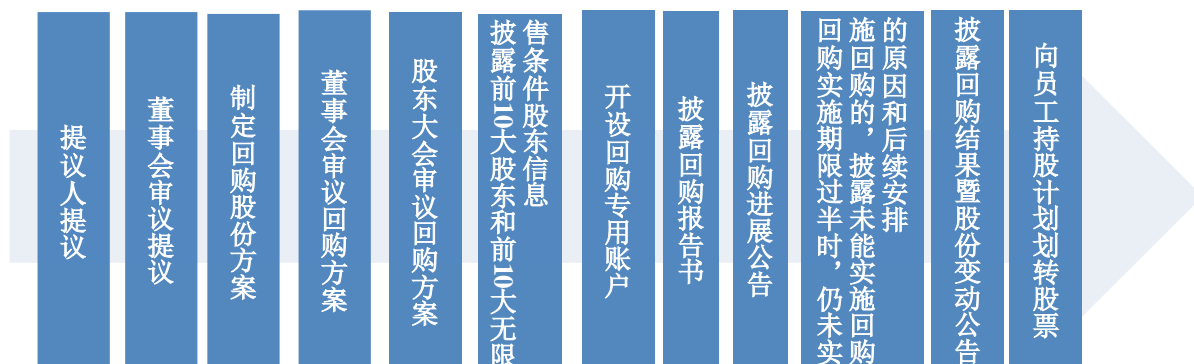 提议人提议
董事会审议提议
制定回购股份方案
董事会审议回购方案
股东大会审议回购方案
披露前10大股东和前10大无限
售条件股东信息
开设回购专用账户
披露回购报告书
披露回购进展公告
回购实施期限过半时，仍未实
施回购的，披露未能实施回购
的原因和后续安排
披露回购结果暨股份变动公告
向员工持股计划划转股票